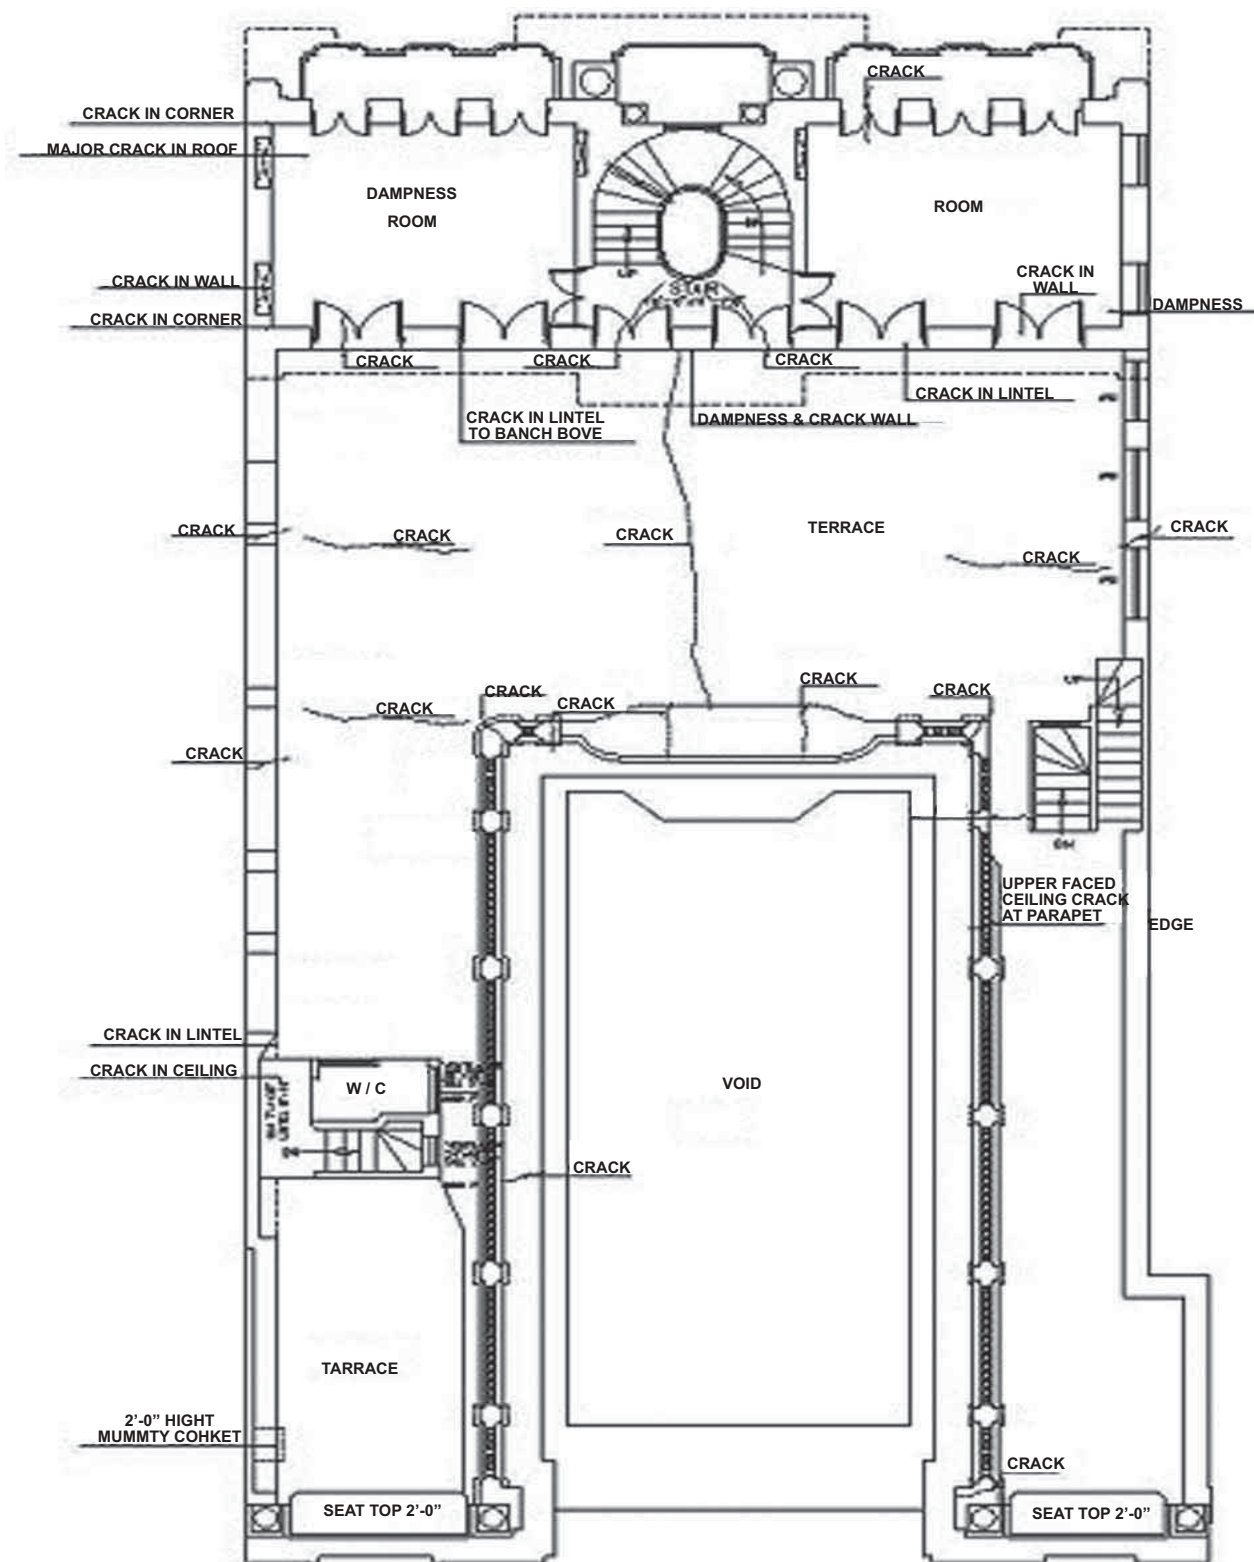 CRACK
CRACK IN CORNER
MAJOR CRACK IN ROOF
DAMPNESS
ROOM
ROOM
UP
CRACK IN WALL
CRACK IN
WALL
STAIR
DAMPNESS
CRACK IN CORNER
CRACK
CRACK
CRACK
CRACK IN LINTEL
CRACK IN LINTEL
TO BANCH BOVE
DAMPNESS & CRACK WALL
CRACK
CRACK
CRACK
TERRACE
CRACK
CRACK
CRACK
CRACK
CRACK
CRACK
CRACK
CRACK
UPPER FACED
CEILING CRACK
AT PARAPET
EDGE
CRACK IN LINTEL
CRACK IN CEILING
W / C
VOID
CRACK
TARRACE
2’-0” HIGHT
MUMMTY COHKET
CRACK
SEAT TOP 2’-0”
SEAT TOP 2’-0”